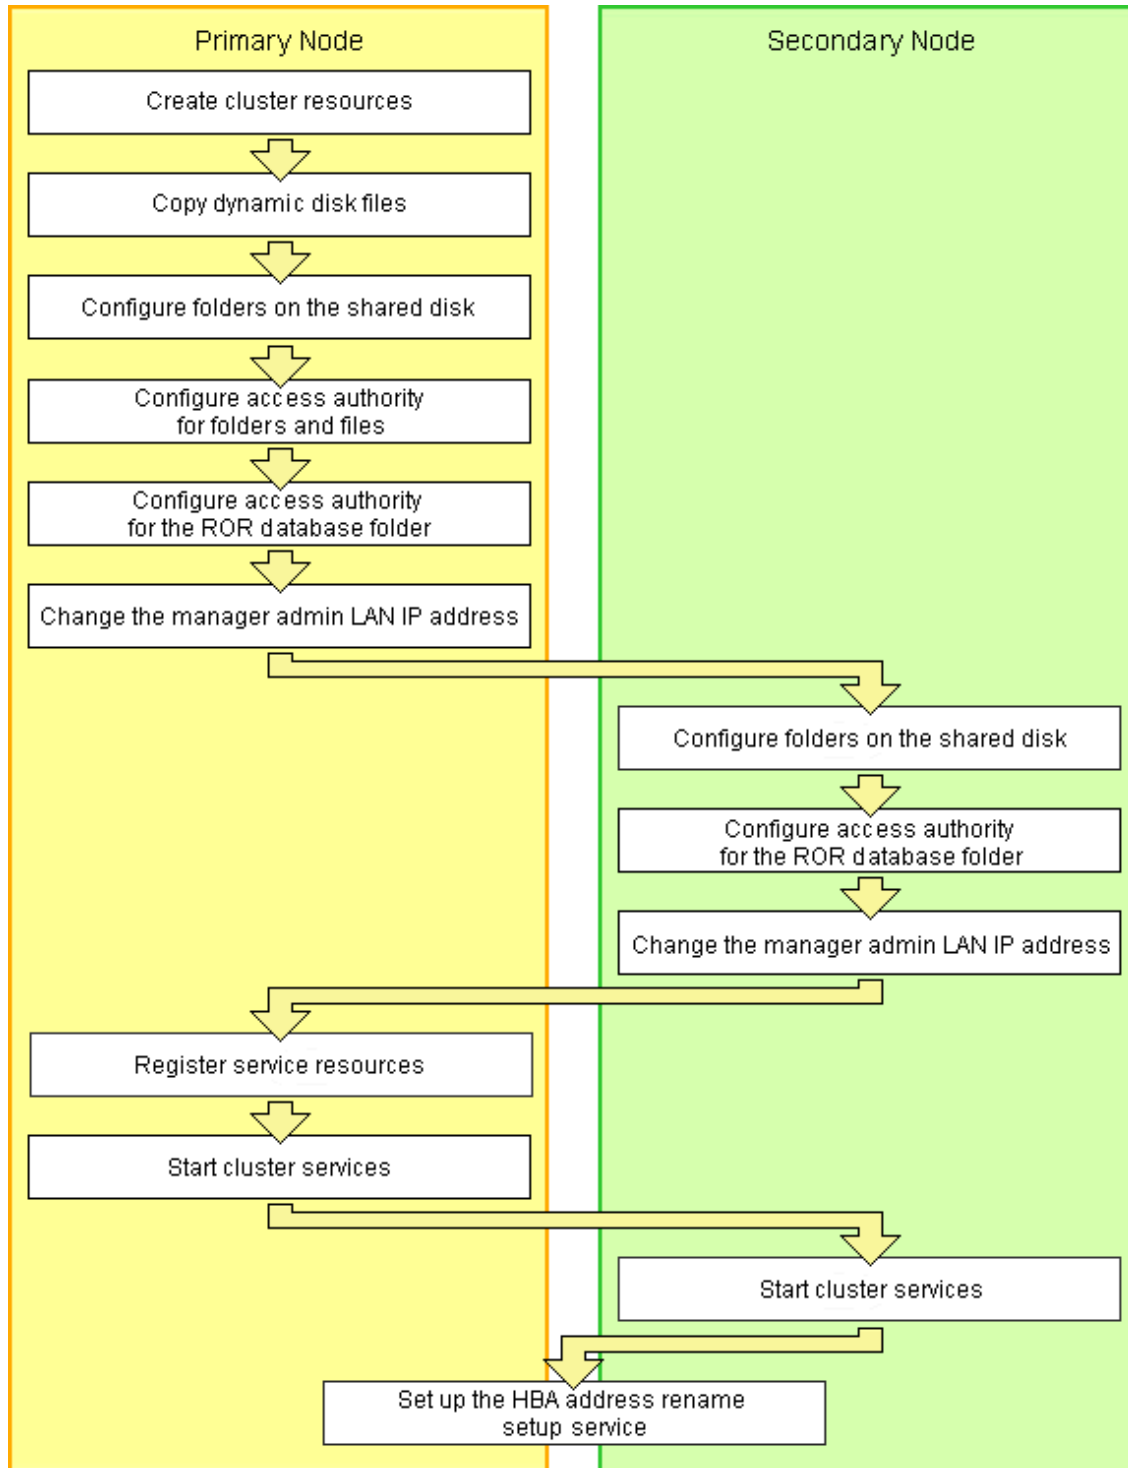 Primary Node
Secondary Node
Create cluster resources
Copy dynamic disk files
Configure folders on the shared disk
Configure access authority
for folders and files
Configure access authority
for the ROR database folder
Change the manager admin LAN IP address
Configure folders on the shared disk
Configure access authority
for the ROR database folder
Change the manager admin LAN IP address
Register service resources
Start cluster services
Start cluster services
Set up the HBA address rename
setup service